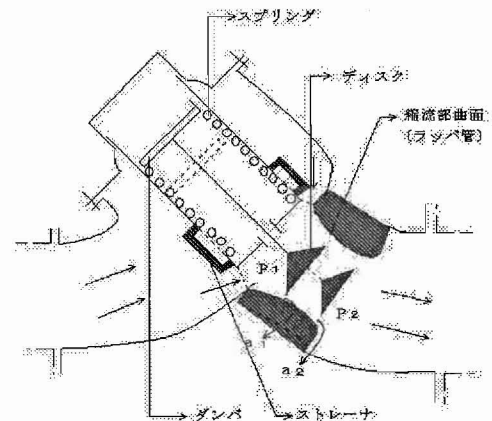 スプリング
ディスク
縮流部曲面
(ラッパ管)
P1
P2
a1
a2
ダンパ
ストレーナ